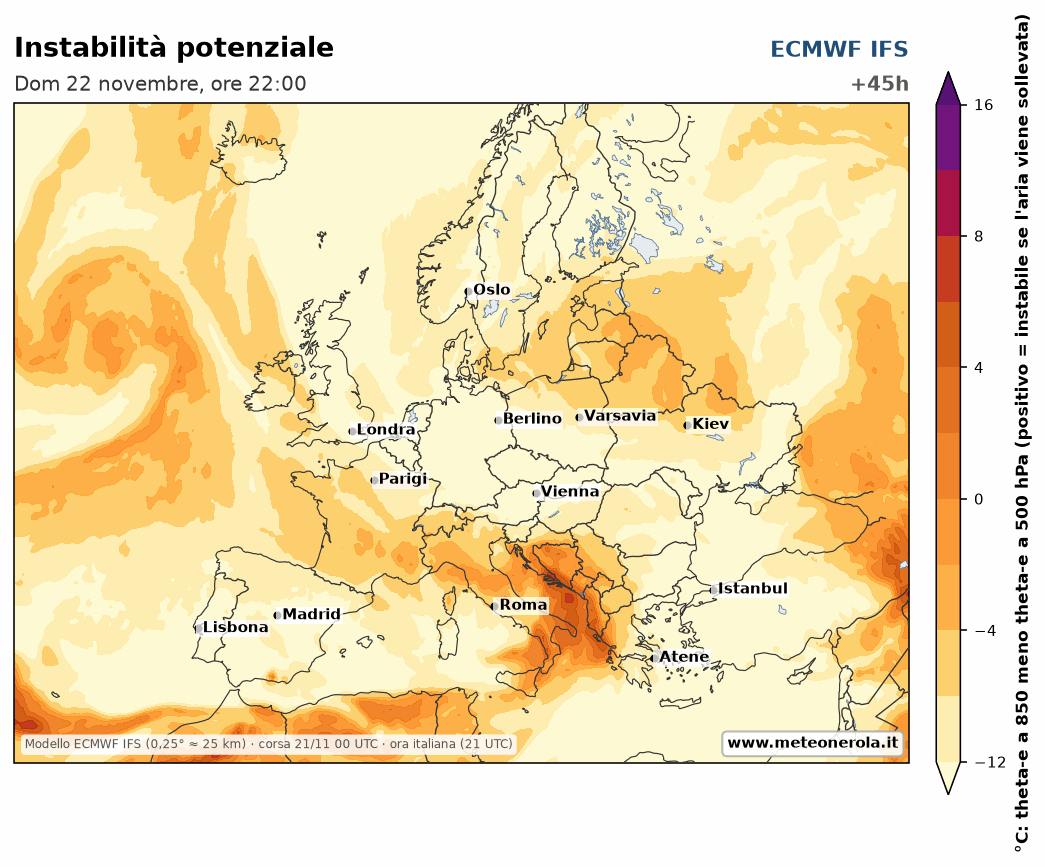 Instabilità potenziale
ECMWF IFS
Dom 22 novembre, ore 22:00
+45h
Oslo
Londra
Berlino
Varsavia
Kiev
Parigi
Vienna
Istanbul
Roma
Madrid
Lisbona
Atene
Modello ECMWF IFS (0,25° ≈ 25 km) · corsa 21/11 00 UTC · ora italiana (21 UTC)
www.meteonerola.it
16
8
4
0
−4
−12
°C: theta-e a 850 meno theta-e a 500 hPa (positivo = instabile se l'aria viene sollevata)